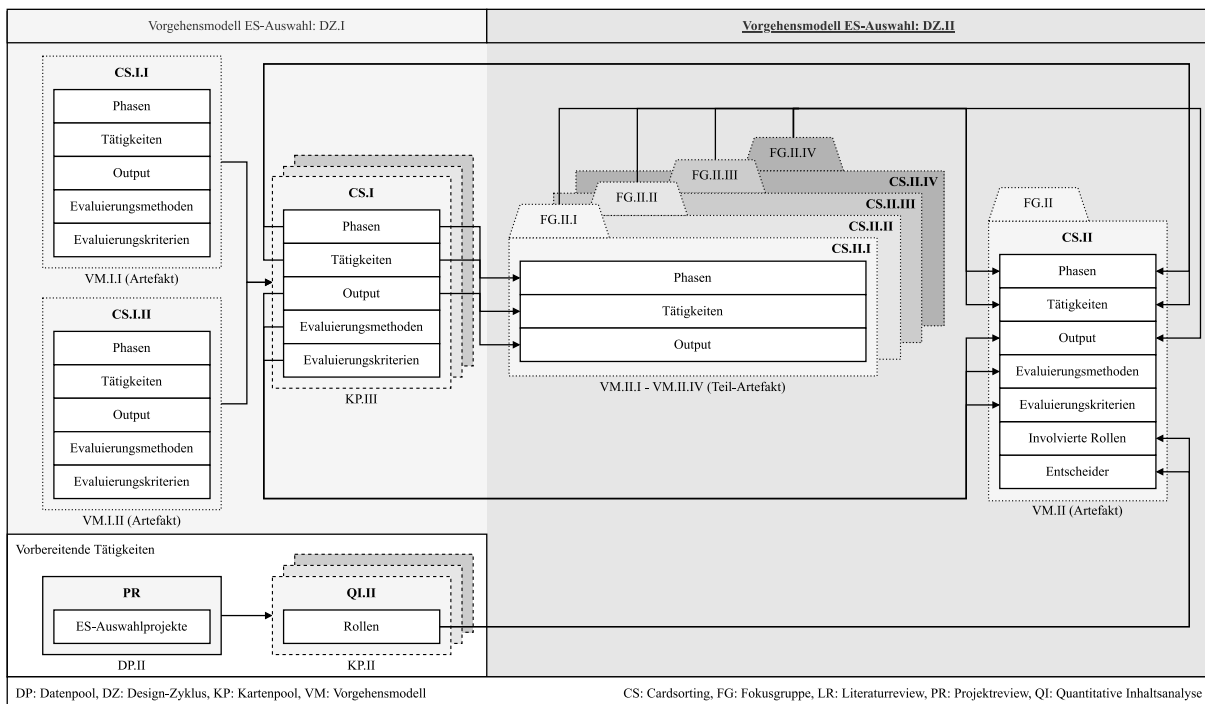 Vorgehensmodell ES-Auswahl: DZ.I
Vorgehensmodell ES-Auswahl: DZ.II
CS.I.I
Phasen
Tätigkeiten
Output
Evaluierungsmethoden
Evaluierungskriterien
VM.I.I (Artefakt)
CS.I.II
Phasen
Tätigkeiten
Output
Evaluierungsmethoden
Evaluierungskriterien
VM.I.II (Artefakt)
CS.I
Phasen
Tätigkeiten
Output
Evaluierungsmethoden
Evaluierungskriterien
KP.III
FG.II.IV
CS.II.IV
FG.II.III
CS.II.III
FG.II.II
CS.II.II
FG.II.I
CS.II.I
Phasen
Tätigkeiten
Output
VM.II.I - VM.II.IV (Teil-Artefakt)
FG.II
CS.II
Phasen
Tätigkeiten
Output
Evaluierungsmethoden
Evaluierungskriterien
Involvierte Rollen
Entscheider
VM.II (Artefakt)
Vorbereitende Tätigkeiten
PR
ES-Auswahlprojekte
DP.II
QI.II
Rollen
KP.II
DP: Datenpool, DZ: Design-Zyklus, KP: Kartenpool, VM: Vorgehensmodell
CS: Cardsorting, FG: Fokusgruppe, LR: Literaturreview, PR: Projektreview, QI: Quantitative Inhaltsanalyse